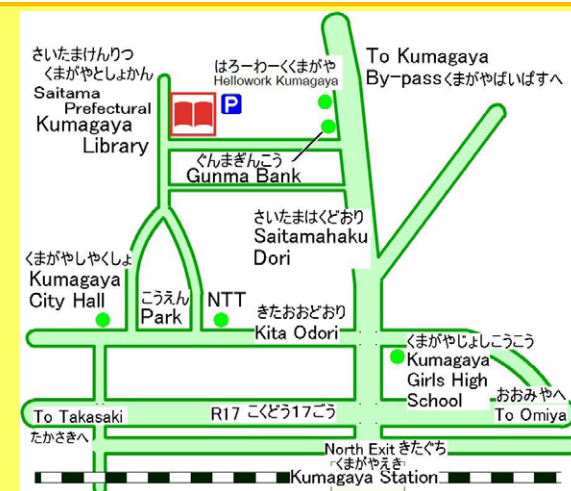 さいたまけんりつ
くまがやとしょかん
Saitama
Prefectural
Kumagaya
Library
P
はろーわーくくまがや
Hellowork Kumagaya
To Kumagaya
By-passくまがやばいぱすへ
ぐんまぎんこう
Gunma Bank
さいたまはくどおり
Saitamahaku
Dori
くまがやしやくしょ
Kumagaya
City Hall
こうえん
Park
NTT
きたおおどおり
Kita Odori
くまがやじょしこうこう
Kumagaya
Girls High
School
おおみやへ
To Omiya
To Takasaki
たかさきへ
R17 こくどう17ごう
North Exit きたぐち
くまがやえき
Kumagaya Station